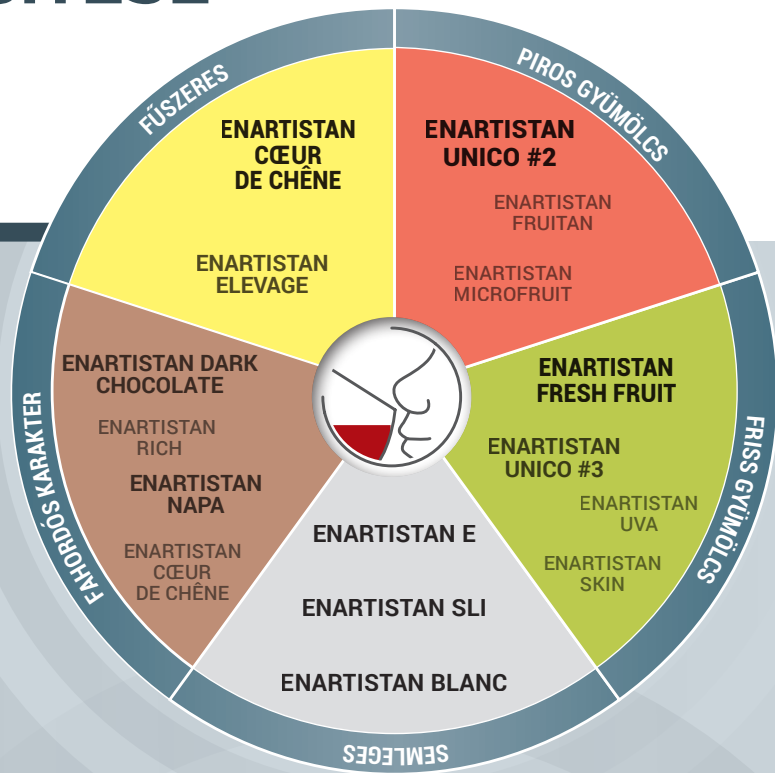 FŰSZERES
ENARTISTAN
CŒUR
DE CHÊNE
ENARTISTAN
ELEVAGE
PIROS GYÜMÖLCS
ENARTISTAN
UNICO #2
ENARTISTAN
FRUITAN
ENARTISTAN
MICROFRUIT
FRISS GYÜMÖLCS
ENARTISTAN
FRESH FRUIT
ENARTISTAN
UNICO #3
ENARTISTAN
UVA
ENARTISTAN
SKIN
SEMLEGES
ENARTISTAN E
ENARTISTAN SLI
ENARTISTAN BLANC
FAHORDÓS KARAKTER
ENARTISTAN DARK
CHOCOLATE
ENARTISTAN
RICH
ENARTISTAN
NAPA
ENARTISTAN
CŒUR
DE CHÊNE